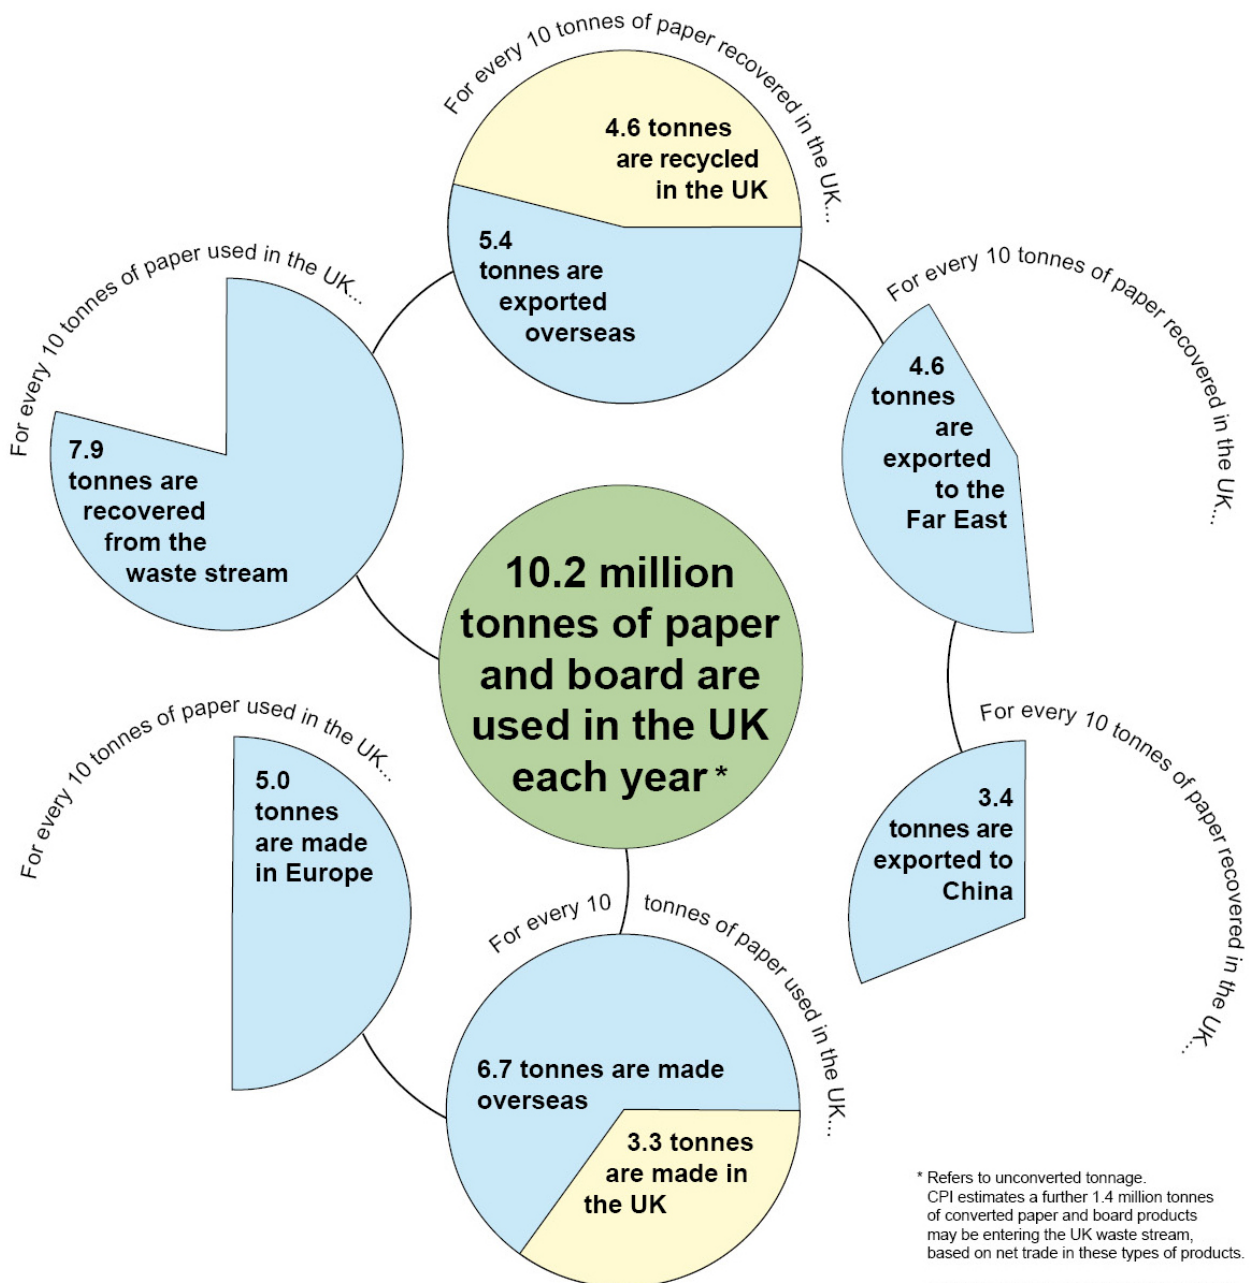 For every 10 tonnes of paper recovered in the UK...
4.6 tonnes
are recycled
in the UK
5.4
tonnes are
exported
overseas
For every 10 tonnes of paper used in the UK...
7.9
tonnes are
recovered
from the
waste stream
For every 10 tonnes of paper recovered in the UK...
4.6
tonnes
are
exported
to the
Far East
10.2 million
tonnes of paper
and board are
used in the UK
each year *
For every 10 tonnes of paper used in the UK...
5.0
tonnes
are made
in Europe
For every 10 tonnes of paper recovered in the UK...
3.4
tonnes are
exported to
China
For every 10 tonnes of paper used in the UK...
6.7 tonnes are made
overseas
3.3 tonnes
are made in
the UK
* Refers to unconverted tonnage.
CPI estimates a further 1.4 million tonnes
of converted paper and board products
may be entering the UK waste stream,
based on net trade in these types of products.